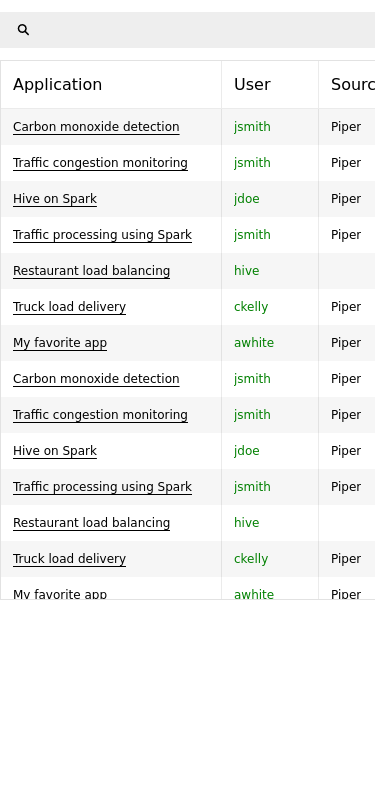 Application User Sourc
Carbon monoxide detection jsmith Piper
Traffic congestion monitoring jsmith Piper
Hive on Spark jdoe Piper
Traffic processing using Spark jsmith Piper
Restaurant load balancing hive
Truck load delivery ckelly Piper
My favorite app awhite Piper
Carbon monoxide detection jsmith Piper
Traffic congestion monitoring jsmith Piper
Hive on Spark jdoe Piper
Traffic processing using Spark jsmith Piper
Restaurant load balancing hive
Truck load delivery ckelly Piper
My favorite app awhite Piper